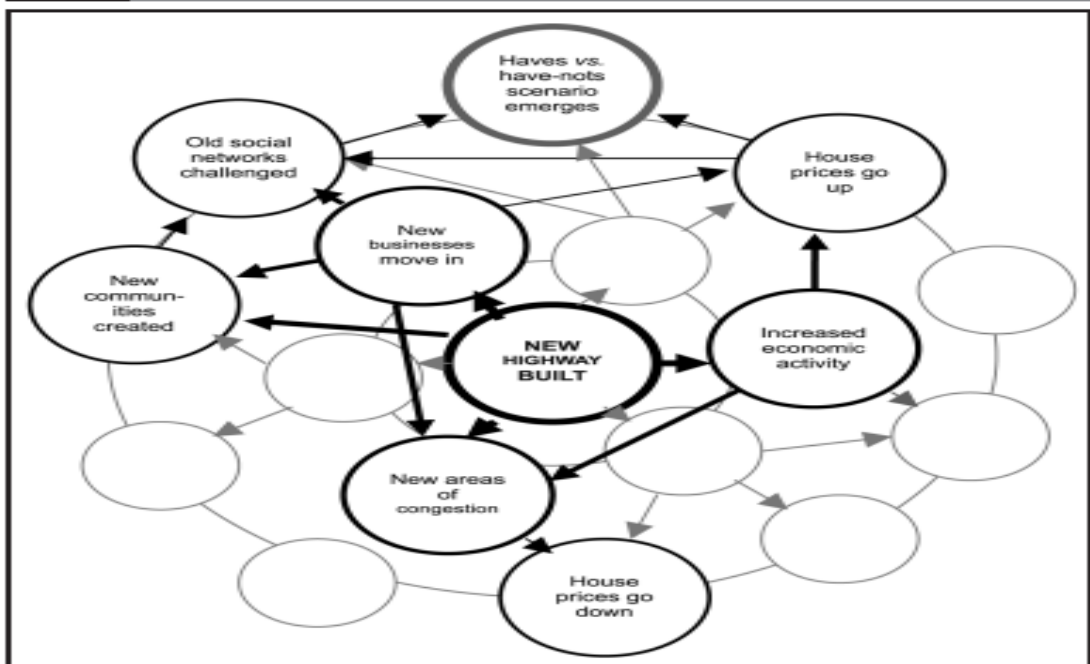 Haves vs.
have-nots
scenario
emerges
Old social
networks
challenged
House
prices go
up
New
businesses
move in
New
commun-
ities
created
NEW
HIGHWAY
BUILT
Increased
economic
activity
New areas
of
congestion
House
prices go
down